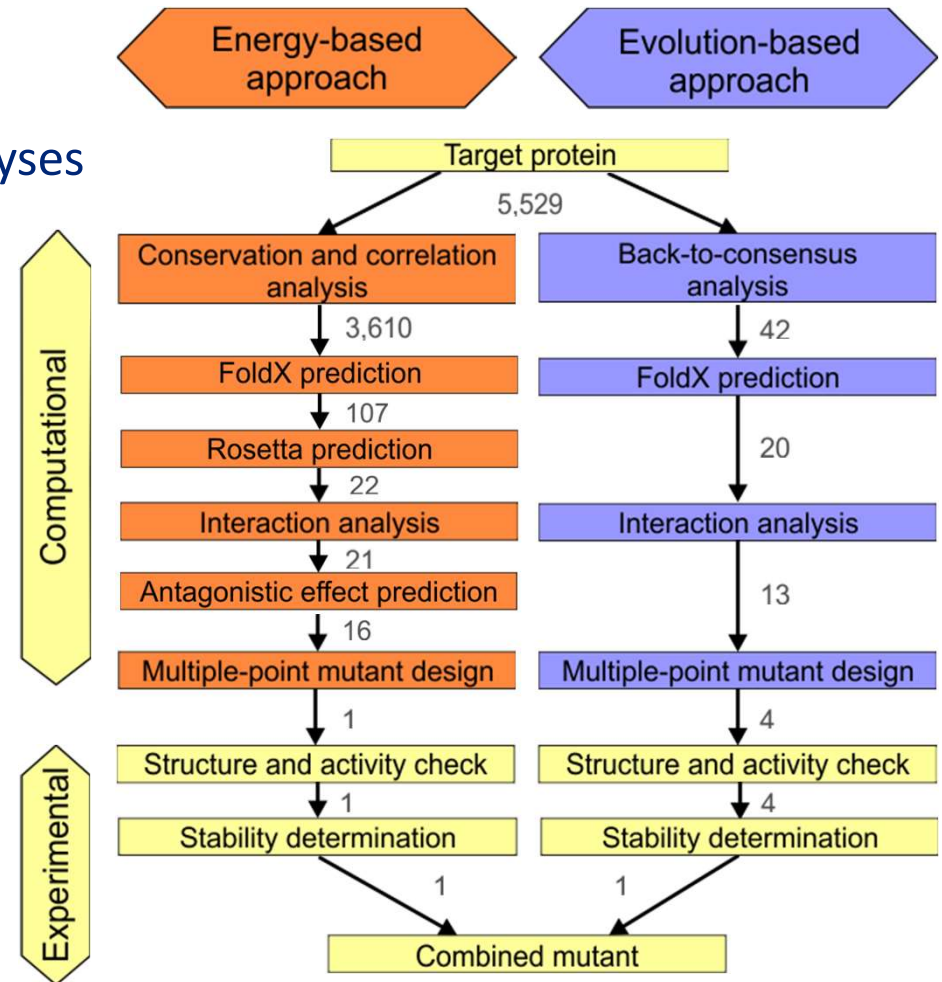 Energy-based
approach
Evolution-based
approach
yses
Target protein
5,529
Conservation and correlation
analysis
Back-to-consensus
analysis
3,610
42
FoldX prediction
FoldX prediction
107
Rosetta prediction
20
22
Interaction analysis
Interaction analysis
21
Antagonistic effect prediction
13
16
Multiple-point mutant design
Multiple-point mutant design
1
4
Structure and activity check
Structure and activity check
1
4
Stability determination
Stability determination
1
1
Combined mutant
Computational
Experimental